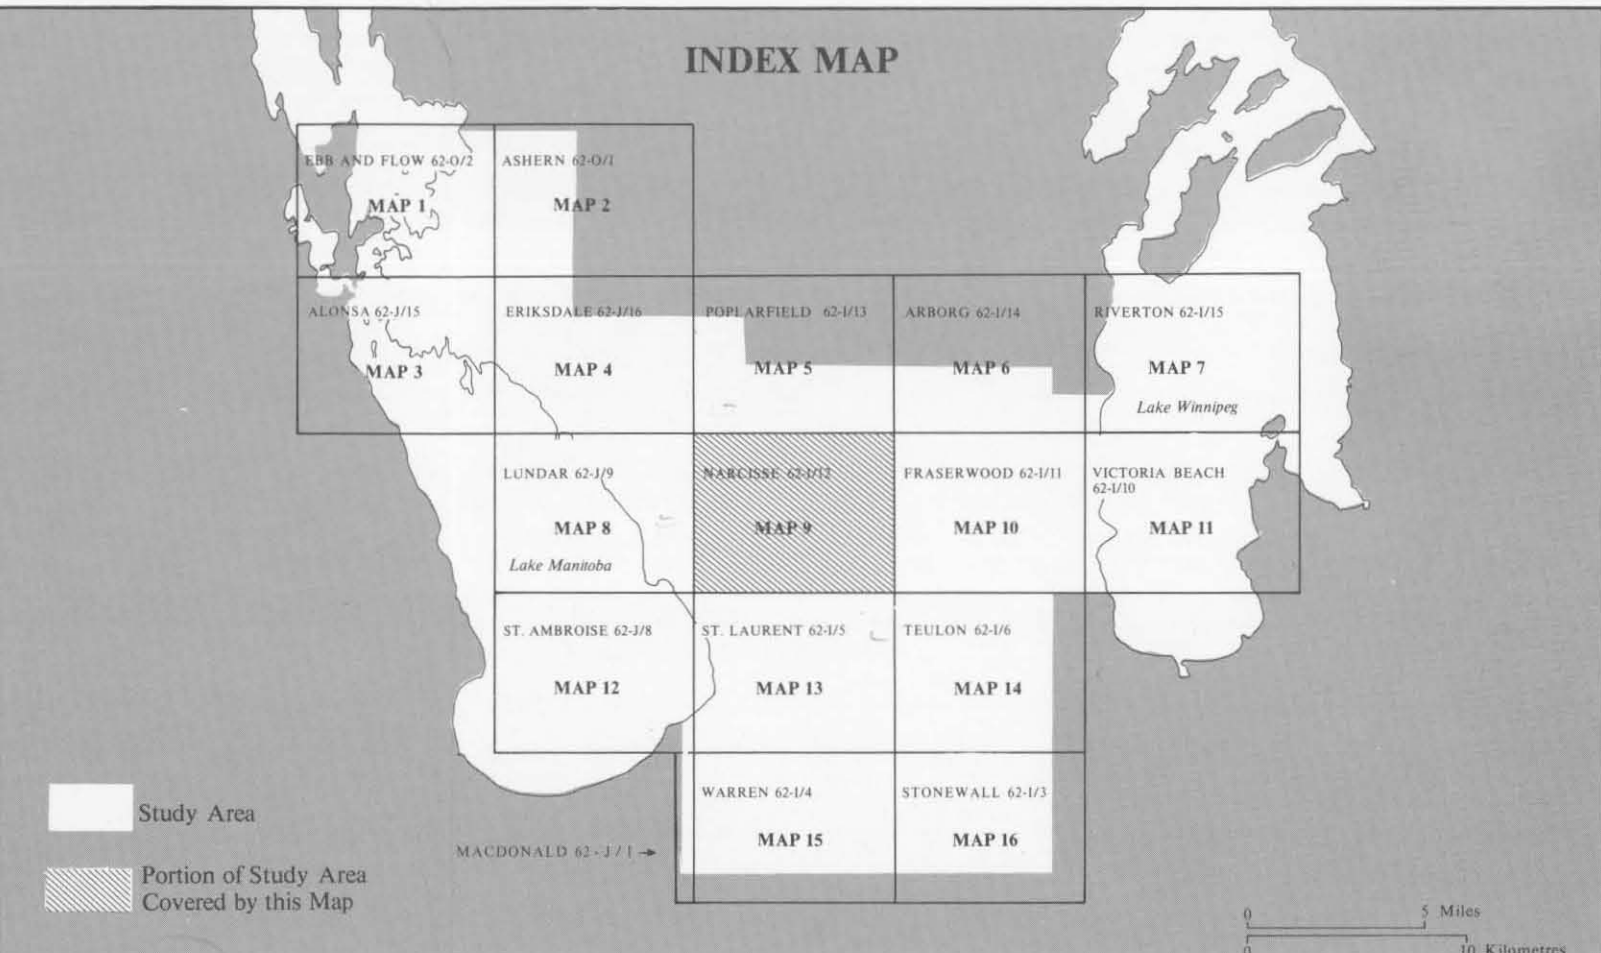 INDEX MAP
EBB AND FLOW 62-O/2
MAP 1
ASHERN 62-O/1
MAP 2
ALONSA 62-J/15
MAP 3
ERIKSDALE 62-J/16
MAP 4
POPLARFIELD 62-I/13
MAP 5
ARBORG 62-I/14
MAP 6
RIVERTON 62-I/15
MAP 7
Lake Winnipeg
LUNDAR 62-J/9
MAP 8
Lake Manitoba
NARCISSE 62-I/12
MAP 9
FRASERWOOD 62-I/11
MAP 10
VICTORIA BEACH
62-I/10
MAP 11
ST. AMBROISE 62-J/8
MAP 12
ST. LAURENT 62-I/5
MAP 13
TEULON 62-I/6
MAP 14
WARREN 62-I/4
MAP 15
STONEWALL 62-I/3
MAP 16
MACDONALD 62-J/1 →
Study Area
Portion of Study Area
Covered by this Map
0 5 Miles
0 10 Kilometres